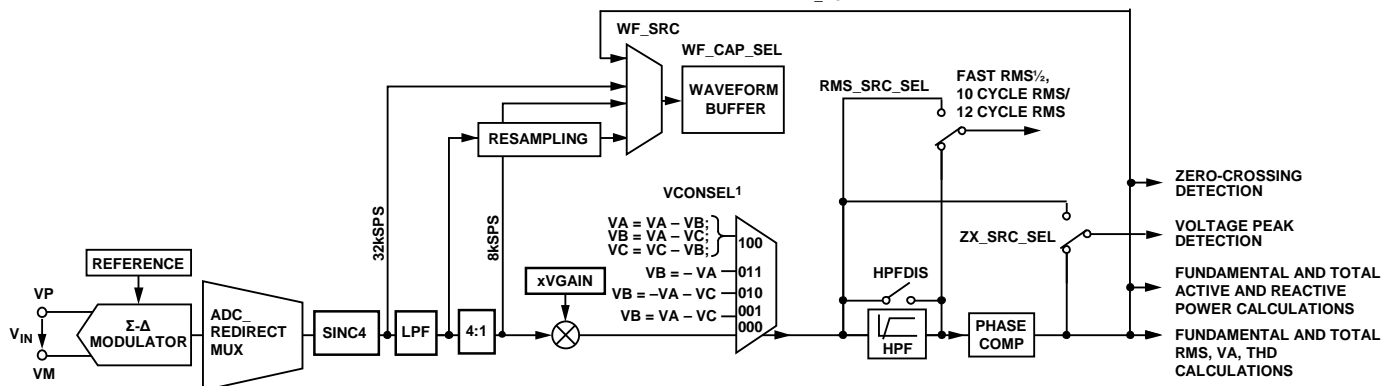 WF_SRC
WF_CAP_SEL
WAVEFORM
BUFFER
RESAMPLING
RMS_SRC_SEL
FAST RMS½,
10 CYCLE RMS/
12 CYCLE RMS
32kSPS
8kSPS
VCONSEL1
VA = VA – VB;
VB = VA – VC;
VC = VC – VB;
100
VB = – VA
011
VB = –VA – VC
010
VB = VA – VC
001
000
ZX_SRC_SEL
ZERO-CROSSING
DETECTION
VOLTAGE PEAK
DETECTION
REFERENCE
xVGAIN
HPFDIS
FUNDAMENTAL AND TOTAL
ACTIVE AND REACTIVE
POWER CALCULATIONS
VP
VIN
VM
Σ-Δ
MODULATOR
ADC_
REDIRECT
MUX
SINC4
LPF
4:1
HPF
PHASE
COMP
FUNDAMENTAL AND TOTAL
RMS, VA, THD
CALCULATIONS